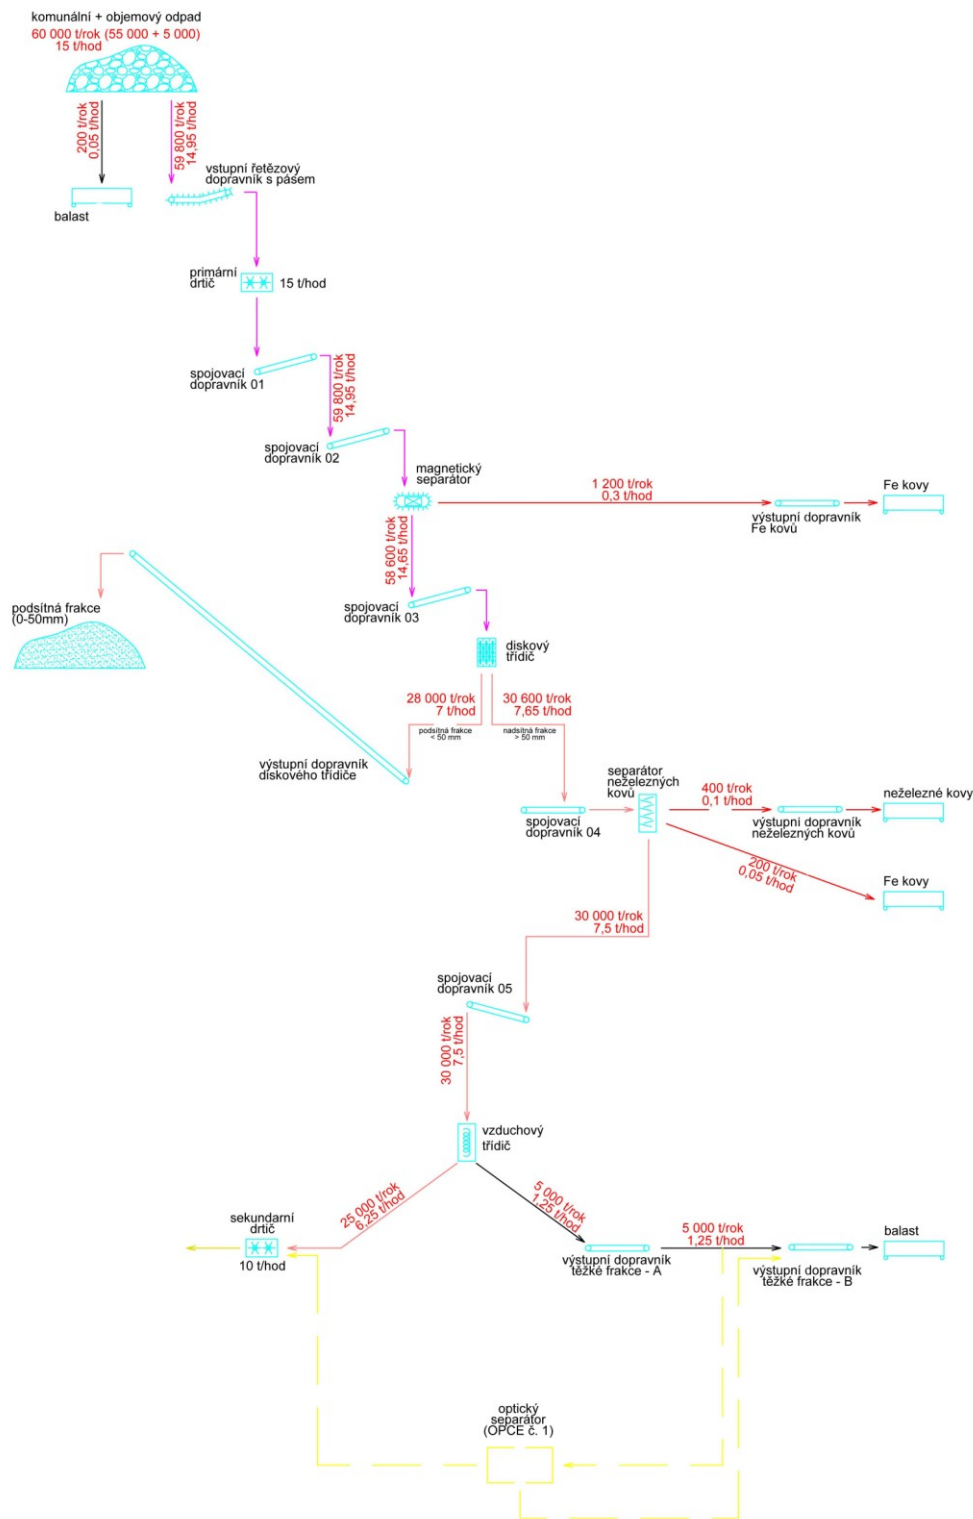 komunální + objemový odpad
60 000 t/rok (55 000 + 5 000)
15 t/hod
200 t/rok
0,05 t/hod
59 800 t/rok
14,95 t/hod
vstupní řetězový
dopravník s pásem
balast
primární
drtič
15 t/hod
spojovací
dopravník 01
59 800 t/rok
14,95 t/hod
spojovací
dopravník 02
magnetický
separátor
1 200 t/rok
0,3 t/hod
výstupní dopravník
Fe kovů
Fe kovy
58 600 t/rok
14,65 t/hod
podsítná frakce
(0-50mm)
spojovací
dopravník 03
diskový
třídič
28 000 t/rok
7 t/hod
podsítná frakce
< 50 mm
30 600 t/rok
7,65 t/hod
nadsítná frakce
> 50 mm
výstupní dopravník
diskového třídiče
separátor
neželezných
kovů
spojovací
dopravník 04
400 t/rok
0,1 t/hod
výstupní dopravník
neželezných kovů
neželezné kovy
200 t/rok
0,05 t/hod
Fe kovy
30 000 t/rok
7,5 t/hod
spojovací
dopravník 05
30 000 t/rok
7,5 t/hod
vzduchový
třídič
25 000 t/rok
6,25 t/hod
5 000 t/rok
1,25 t/hod
sekundarní
drtič
10 t/hod
výstupní dopravník
těžké frakce - A
5 000 t/rok
1,25 t/hod
výstupní dopravník
těžké frakce - B
balast
optický
separátor
(OPCE č. 1)